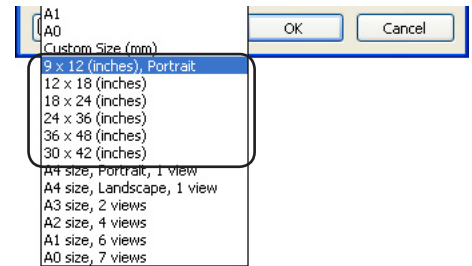 A1
A0
OK Cancel
Custom Size (mm)
9 x 12 (inches), Portrait
12 x 18 (inches)
18 x 24 (inches)
24 x 36 (inches)
36 x 48 (inches)
30 x 42 (inches)
A4 size, Portrait, 1 view
A4 size, Landscape, 1 view
A3 size, 2 views
A2 size, 4 views
A1 size, 6 views
A0 size, 7 views